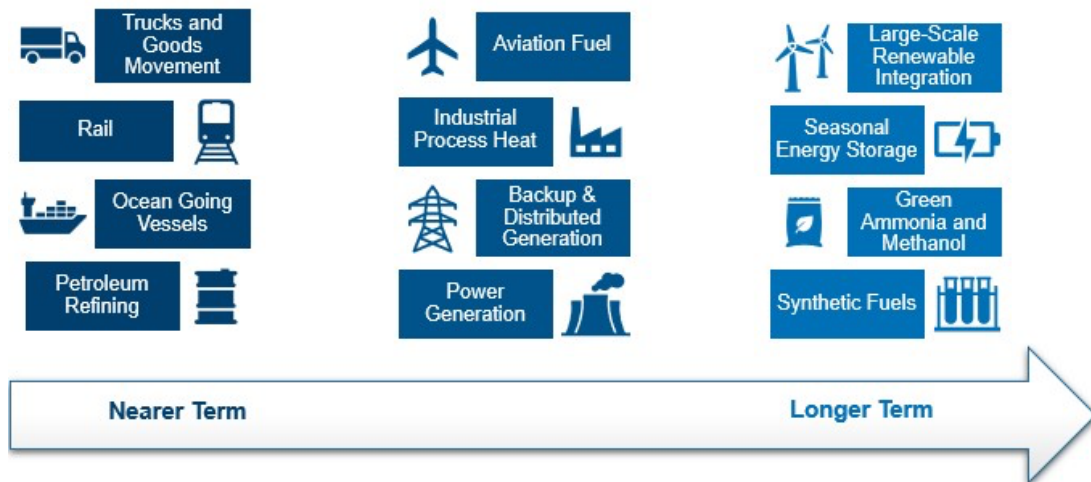 Trucks and
Goods
Movement
Rail
Ocean Going
Vessels
Petroleum
Refining
Aviation Fuel
Industrial
Process Heat
Backup &
Distributed
Generation
Power
Generation
Large-Scale
Renewable
Integration
Seasonal
Energy Storage
Green
Ammonia and
Methanol
Synthetic Fuels
Nearer Term
Longer Term